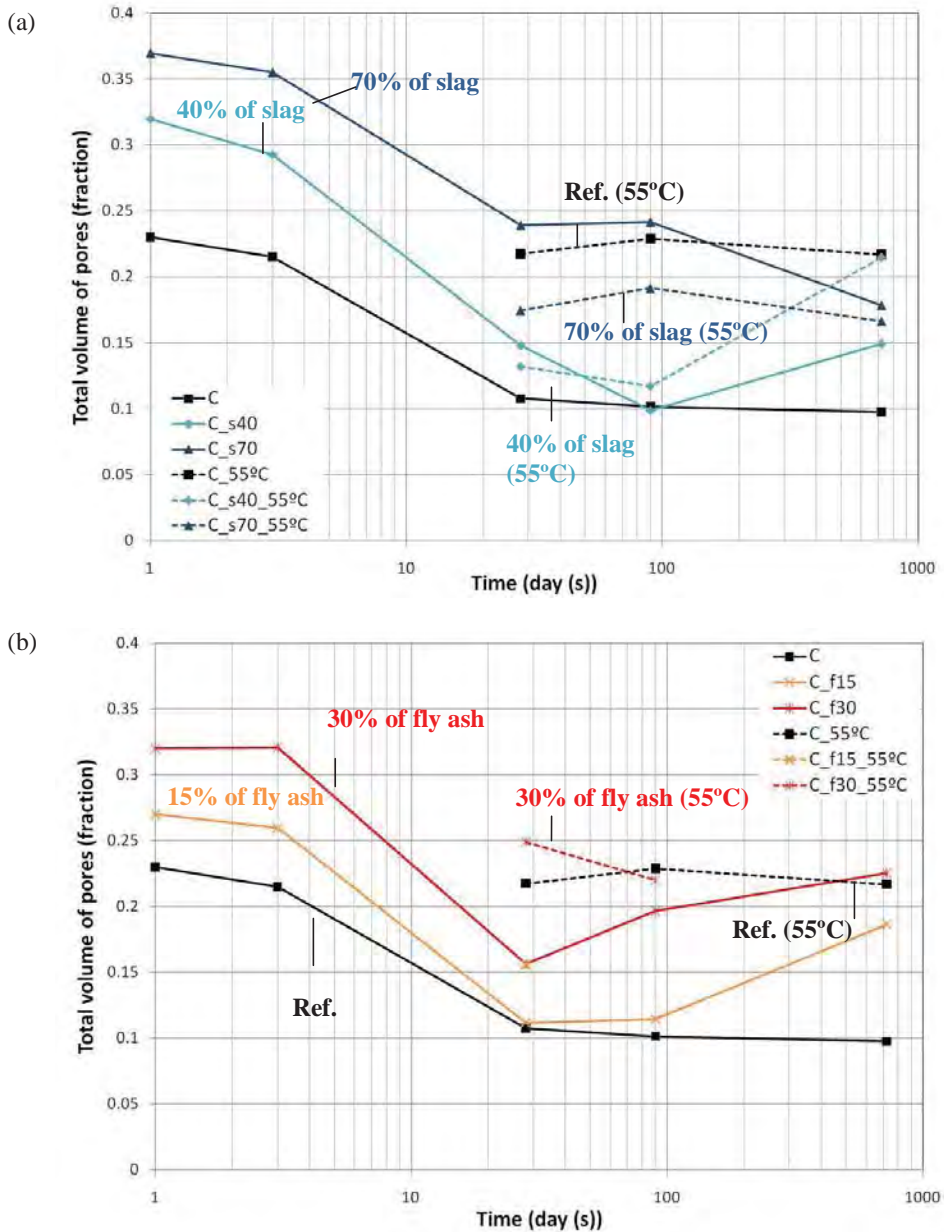 (a)
0.4
0.35
0.3
0.25
0.2
0.15
0.1
0.05
0
Total volume of pores (fraction)
70% of slag
40% of slag
Ref. (55ºC)
70% of slag (55ºC)
40% of slag
(55ºC)
C
C_s40
C_s70
C_55ºC
C_s40_55ºC
C_s70_55ºC
1
10
100
1000
Time (day (s))
(b)
0.4
0.35
0.3
0.25
0.2
0.15
0.1
0.05
0
Total volume of pores (fraction)
C
C_f15
C_f30
C_55ºC
C_f15_55ºC
C_f30_55ºC
30% of fly ash
15% of fly ash
30% of fly ash (55ºC)
Ref. (55ºC)
Ref.
1
10
100
1000
Time (day (s))